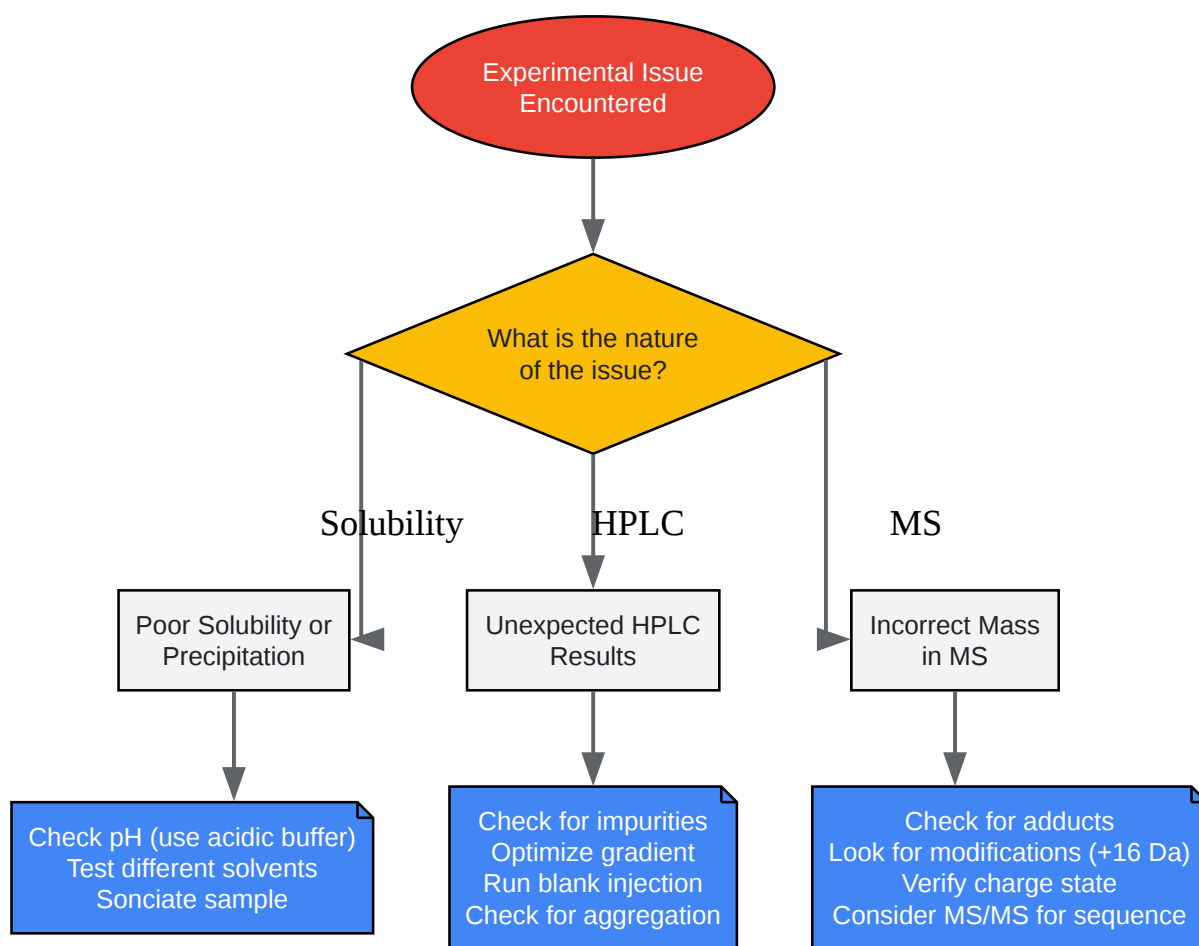 Experimental Issue
Encountered
What is the nature
of the issue?
Solubility
HPLC
MS
Poor Solubility or
Precipitation
Unexpected HPLC
Results
Incorrect Mass
in MS
Check pH (use acidic buffer)
Test different solvents
Sonciate sample
Check for impurities
Optimize gradient
Run blank injection
Check for aggregation
Check for adducts
Look for modifications (+16 Da)
Verify charge state
Consider MS/MS for sequence